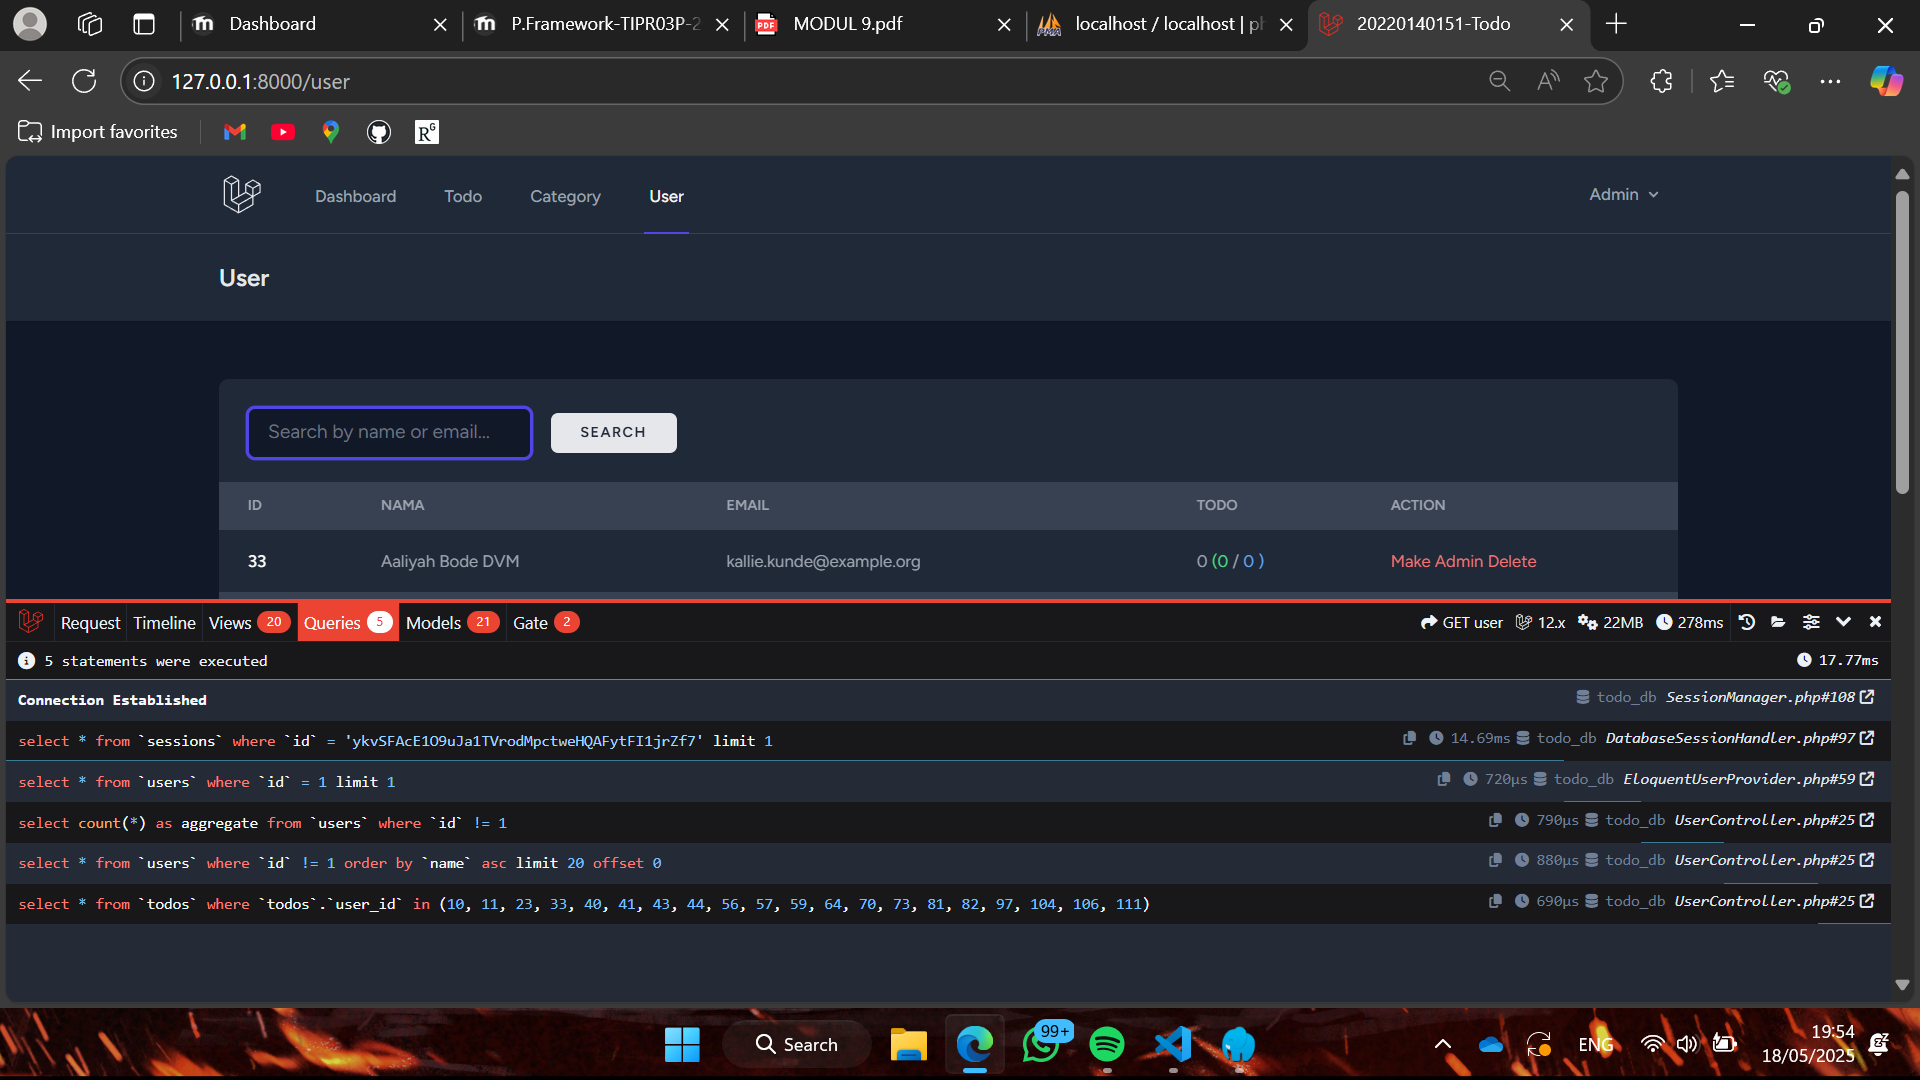 Dashboard
P.Framework-TIPR03P-2
MODUL 9.pdf
localhost / localhost | ph
20220140151-Todo
127.0.0.1:8000/user
Import favorites
Dashboard Todo Category User
Admin
User
Search by name or email...
SEARCH
ID NAMA EMAIL TODO ACTION
33 Aaliyah Bode DVM kallie.kunde@example.org 0 (0 / 0 ) Make Admin Delete
Request Timeline Views 20 Queries 5 Models 21 Gate 2
GET user 12.x 22MB 278ms
5 statements were executed 17.77ms
Connection Established todo_db SessionManager.php#108
select * from `sessions` where `id` = 'ykvSFAcE1O9uJa1TVrodMpctweHQAFytFI1jrZf7' limit 1 14.69ms todo_db DatabaseSessionHandler.php#97
select * from `users` where `id` = 1 limit 1 720μs todo_db EloquentUserProvider.php#59
select count(*) as aggregate from `users` where `id` != 1 790μs todo_db UserController.php#25
select * from `users` where `id` != 1 order by `name` asc limit 20 offset 0 880μs todo_db UserController.php#25
select * from `todos` where `todos`.`user_id` in (10, 11, 23, 33, 40, 41, 43, 44, 56, 57, 59, 64, 70, 73, 81, 82, 97, 104, 106, 111) 690μs todo_db UserController.php#25
Search
99+
ENG
19:54
18/05/2025